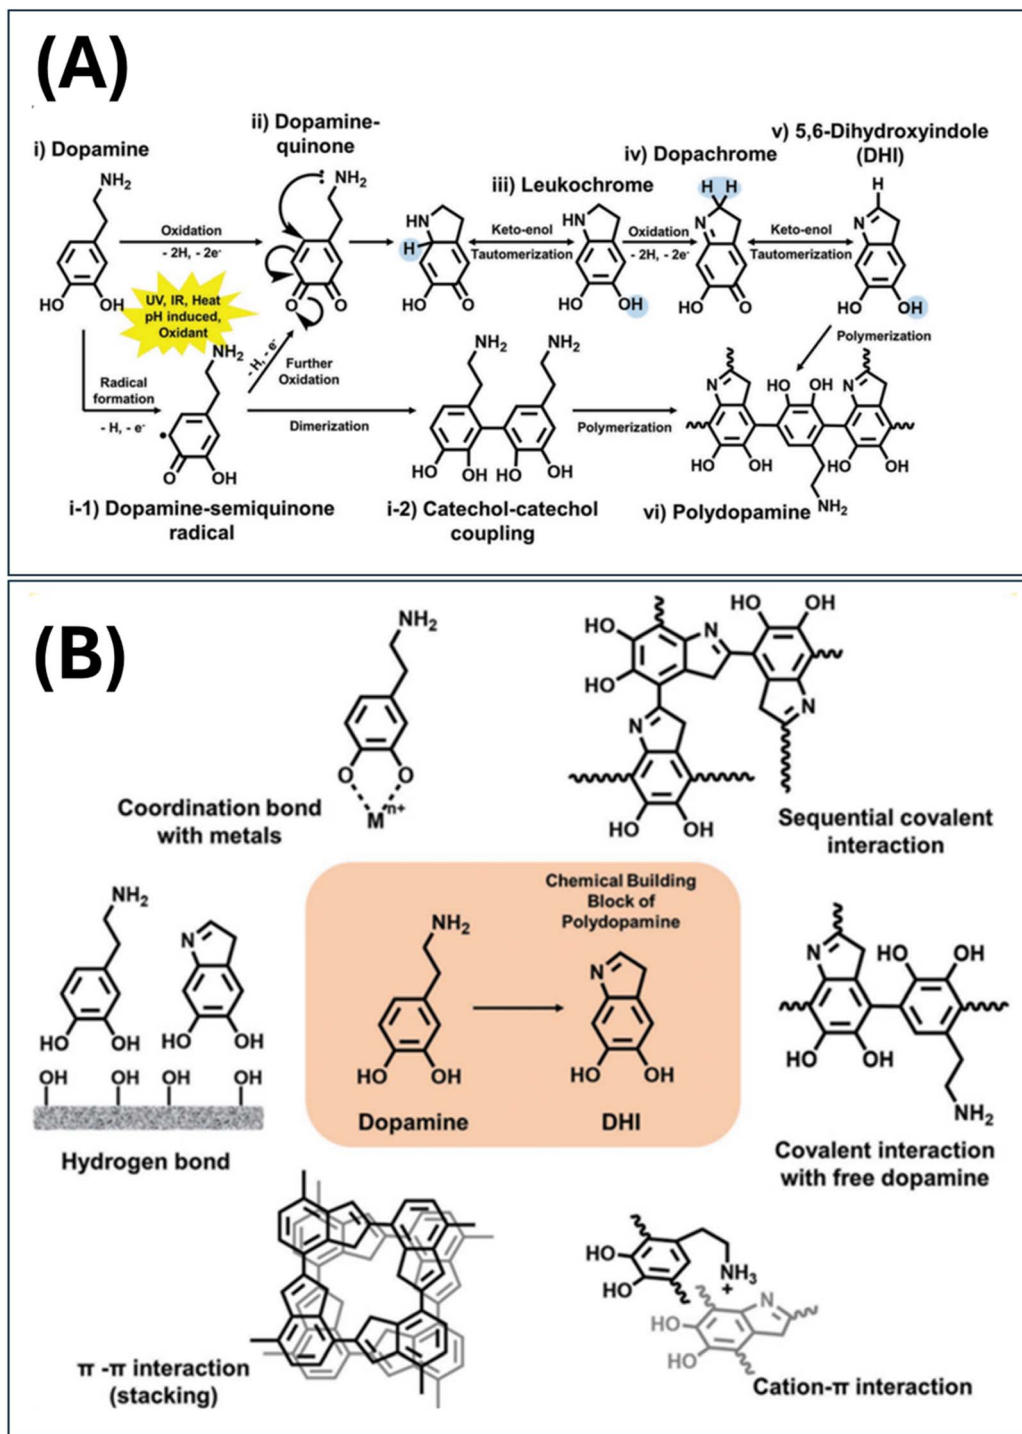 (A)
i) Dopamine
NH2
HO
OH
Oxidation
- 2H, - 2e-
UV, IR, Heat
pH induced,
Oxidant
ii) Dopamine-
quinone
NH2
O
O
HN
H
HO
O
Keto-enol
Tautomerization
iii) Leukochrome
HN
HO
OH
Oxidation
- 2H, - 2e-
iv) Dopachrome
H H
N
HO
O
Keto-enol
Tautomerization
v) 5,6-Dihydroxyindole
(DHI)
H
N
HO
OH
Polymerization
Radical
formation
- H, - e-
NH2
O
OH
i-1) Dopamine-semiquinone
radical
- H, - e-
Further
Oxidation
Dimerization
NH2
NH2
HO
OH
HO
OH
i-2) Catechol-catechol
coupling
Polymerization
N
HO
OH
N
HO
OH
HO
OH
NH2
vi) Polydopamine
(B)
NH2
O
O
Mn+
Coordination bond
with metals
HO
OH
HO
N
HO
N
N
HO
OH
Sequential covalent
interaction
NH2
N
HO
OH
HO
OH
OH
OH
OH
OH
Hydrogen bond
Chemical Building
Block of
Polydopamine
NH2
N
HO
OH
HO
OH
Dopamine
DHI
N
HO
OH
HO
OH
NH2
Covalent interaction
with free dopamine
π -π interaction
(stacking)
HO
HO
NH3
+
N
HO
HO
Cation-π interaction